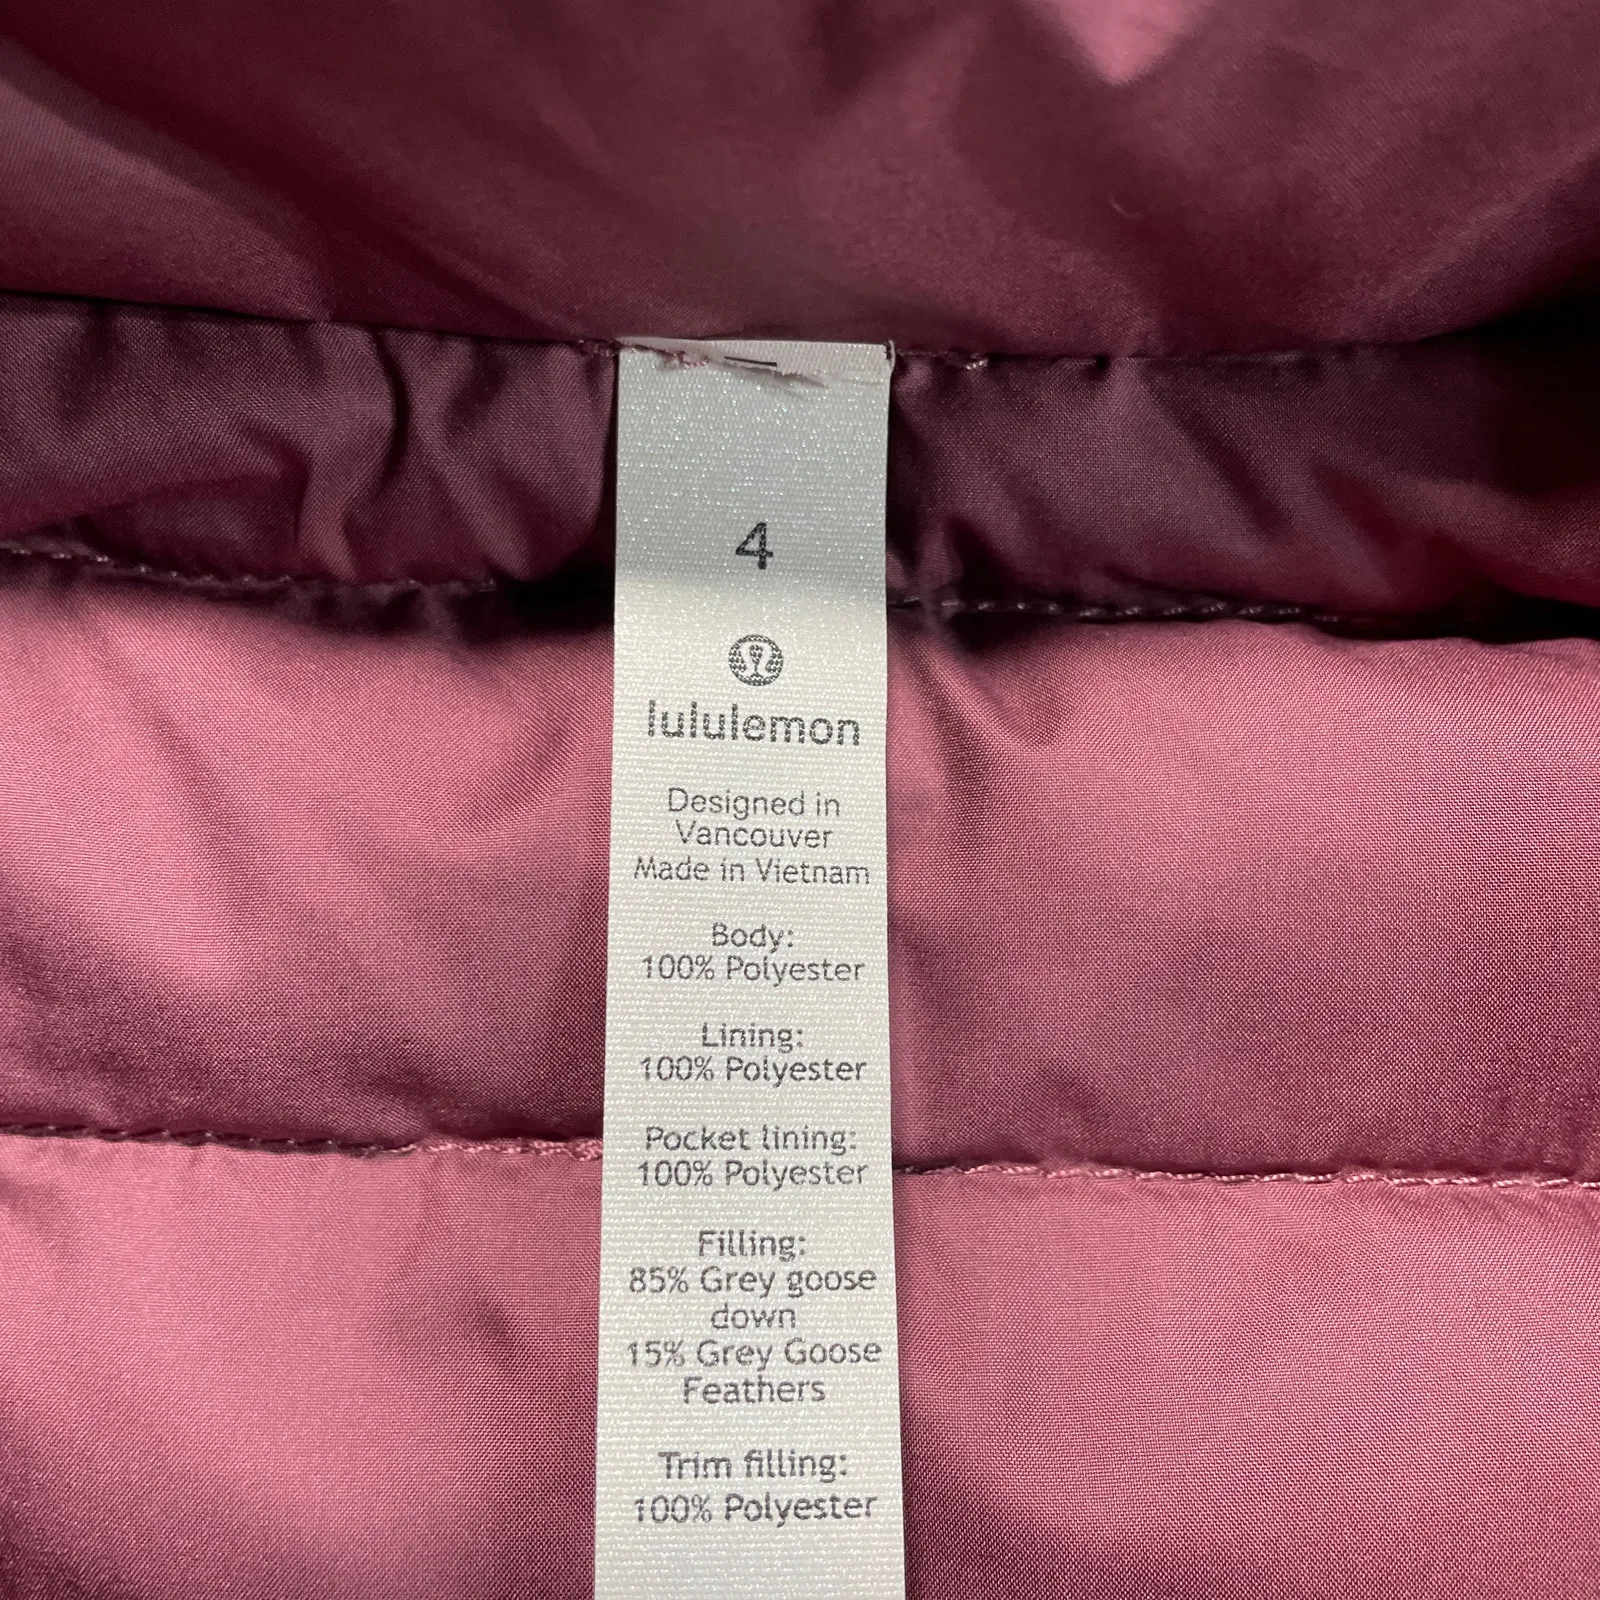 4
lululemon
Designed in
Vancouver
Made in Vietnam
Body:
100% Polyester
Lining:
100% Polyester
Pocket lining:
100% Polyester
Filling:
85% Grey goose
down
15% Grey Goose
Feathers
Trim filling:
100% Polyester